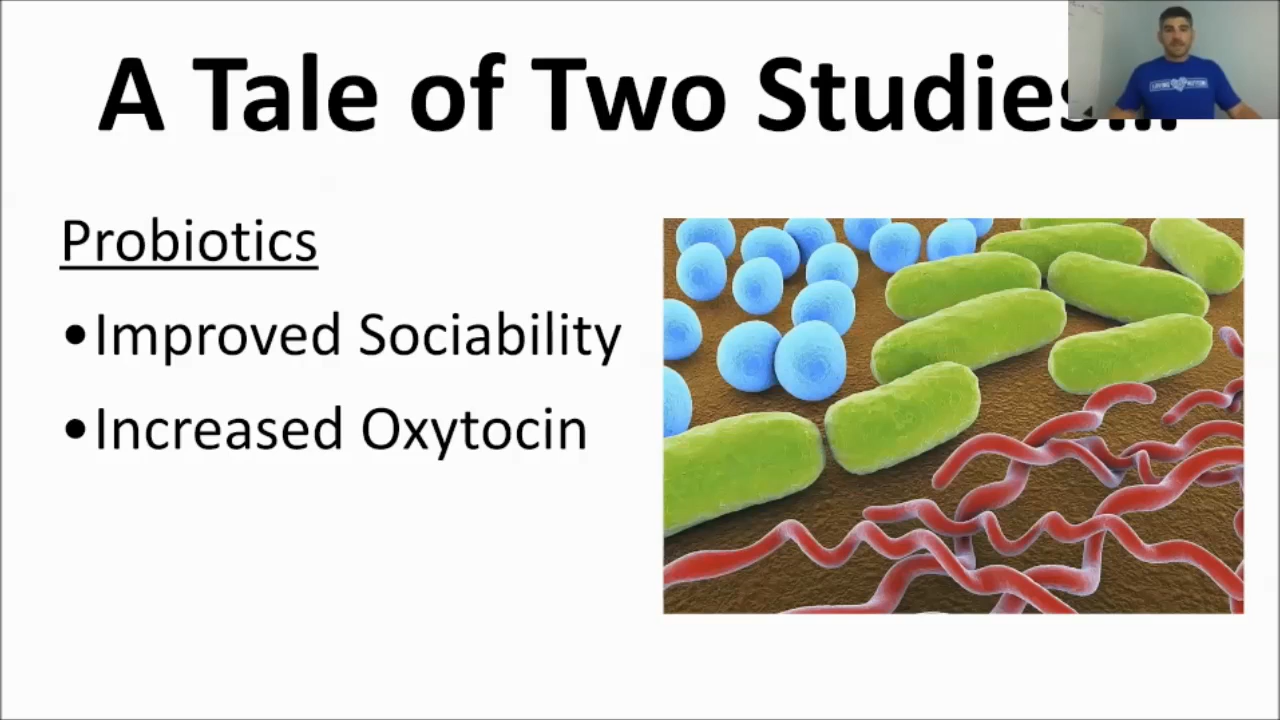 A Tale of Two Studies...
Probiotics
•Improved Sociability
•Increased Oxytocin